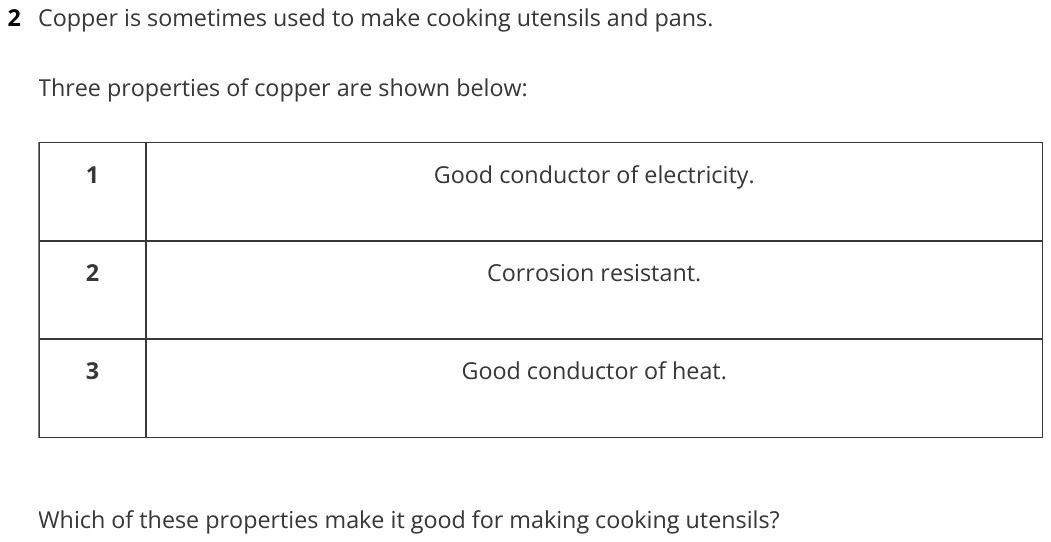 2 Copper is sometimes used to make cooking utensils and pans.
Three properties of copper are shown below:
1 Good conductor of electricity.
2 Corrosion resistant.
3 Good conductor of heat.
Which of these properties make it good for making cooking utensils?